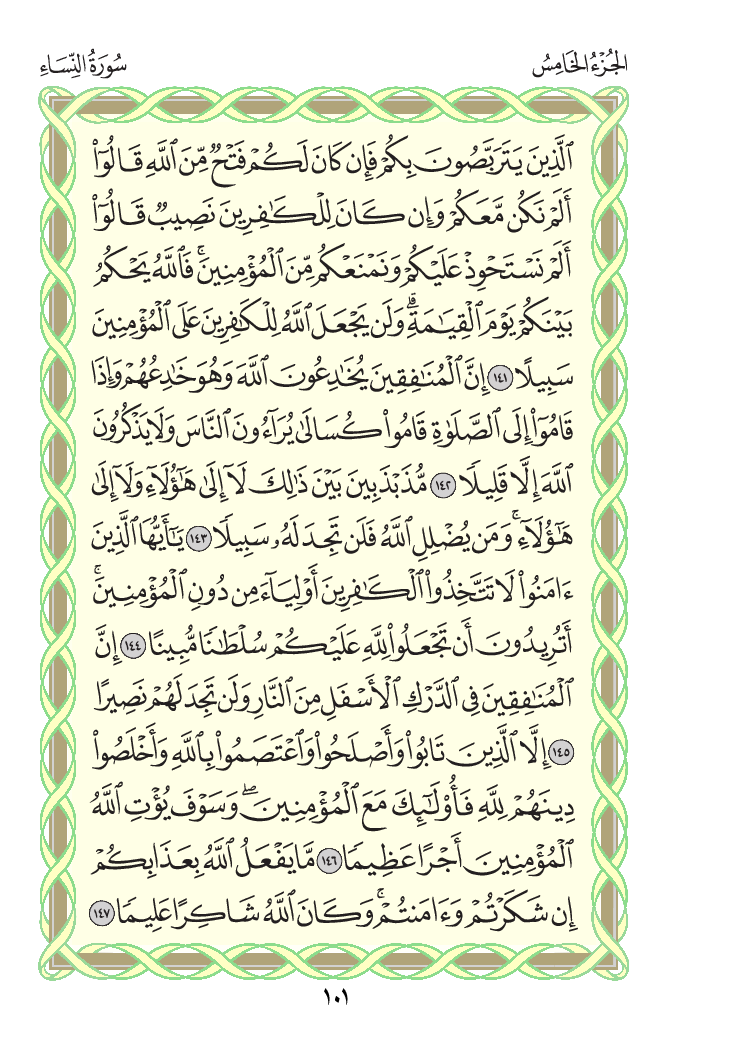 الجُزْءُ الخَامِسُ
سُورَةُ النِّسَاءِ
ٱلَّذِينَ يَتَرَبَّصُونَ بِكُمْ فَإِن كَانَ لَكُمْ فَتْحٌ مِّنَ ٱللَّهِ قَالُوٓا۟
أَلَمْ نَكُن مَّعَكُمْ وَإِن كَانَ لِلْكَـٰفِرِينَ نَصِيبٌ قَالُوٓا۟
أَلَمْ نَسْتَحْوِذْ عَلَيْكُمْ وَنَمْنَعْكُم مِّنَ ٱلْمُؤْمِنِينَ ۚ فَٱللَّهُ يَحْكُمُ
بَيْنَكُمْ يَوْمَ ٱلْقِيَـٰمَةِ ۗ وَلَن يَجْعَلَ ٱللَّهُ لِلْكَـٰفِرِينَ عَلَى ٱلْمُؤْمِنِينَ
سَبِيلًا ١٤١ إِنَّ ٱلْمُنَـٰفِقِينَ يُخَـٰدِعُونَ ٱللَّهَ وَهُوَ خَـٰدِعُهُمْ وَإِذَا
قَامُوٓا۟ إِلَى ٱلصَّلَوٰةِ قَامُوا۟ كُسَالَىٰ يُرَآءُونَ ٱلنَّاسَ وَلَا يَذْكُرُونَ
ٱللَّهَ إِلَّا قَلِيلًا ١٤٢ مُّذَبْذَبِينَ بَيْنَ ذَٰلِكَ لَآ إِلَىٰ هَـٰٓؤُلَآءِ وَلَآ إِلَىٰ
هَـٰٓؤُلَآءِ ۚ وَمَن يُضْلِلِ ٱللَّهُ فَلَن تَجِدَ لَهُۥ سَبِيلًا ١٤٣ يَـٰٓأَيُّهَا ٱلَّذِينَ
ءَامَنُوا۟ لَا تَتَّخِذُوا۟ ٱلْكَـٰفِرِينَ أَوْلِيَآءَ مِن دُونِ ٱلْمُؤْمِنِينَ ۚ
أَتُرِيدُونَ أَن تَجْعَلُوا۟ لِلَّهِ عَلَيْكُمْ سُلْطَـٰنًا مُّبِينًا ١٤٤ إِنَّ
ٱلْمُنَـٰفِقِينَ فِى ٱلدَّرْكِ ٱلْأَسْفَلِ مِنَ ٱلنَّارِ وَلَن تَجِدَ لَهُمْ نَصِيرًا
١٤٥ إِلَّا ٱلَّذِينَ تَابُوا۟ وَأَصْلَحُوا۟ وَٱعْتَصَمُوا۟ بِٱللَّهِ وَأَخْلَصُوا۟
دِينَهُمْ لِلَّهِ فَأُو۟لَـٰٓئِكَ مَعَ ٱلْمُؤْمِنِينَ ۖ وَسَوْفَ يُؤْتِ ٱللَّهُ
ٱلْمُؤْمِنِينَ أَجْرًا عَظِيمًا ١٤٦ مَّا يَفْعَلُ ٱللَّهُ بِعَذَابِكُمْ
إِن شَكَرْتُمْ وَءَامَنتُمْ ۚ وَكَانَ ٱللَّهُ شَاكِرًا عَلِيمًا ١٤٧
١٠١